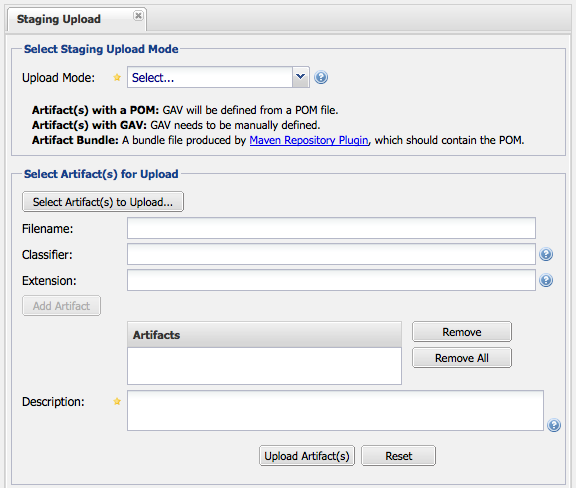 Staging Upload
Select Staging Upload Mode
Upload Mode: Select...
Artifact(s) with a POM: GAV will be defined from a POM file.
Artifact(s) with GAV: GAV needs to be manually defined.
Artifact Bundle: A bundle file produced by Maven Repository Plugin, which should contain the POM.
Select Artifact(s) for Upload
Select Artifact(s) to Upload...
Filename:
Classifier:
Extension:
Add Artifact
Artifacts Remove
Remove All
Description:
Upload Artifact(s) Reset